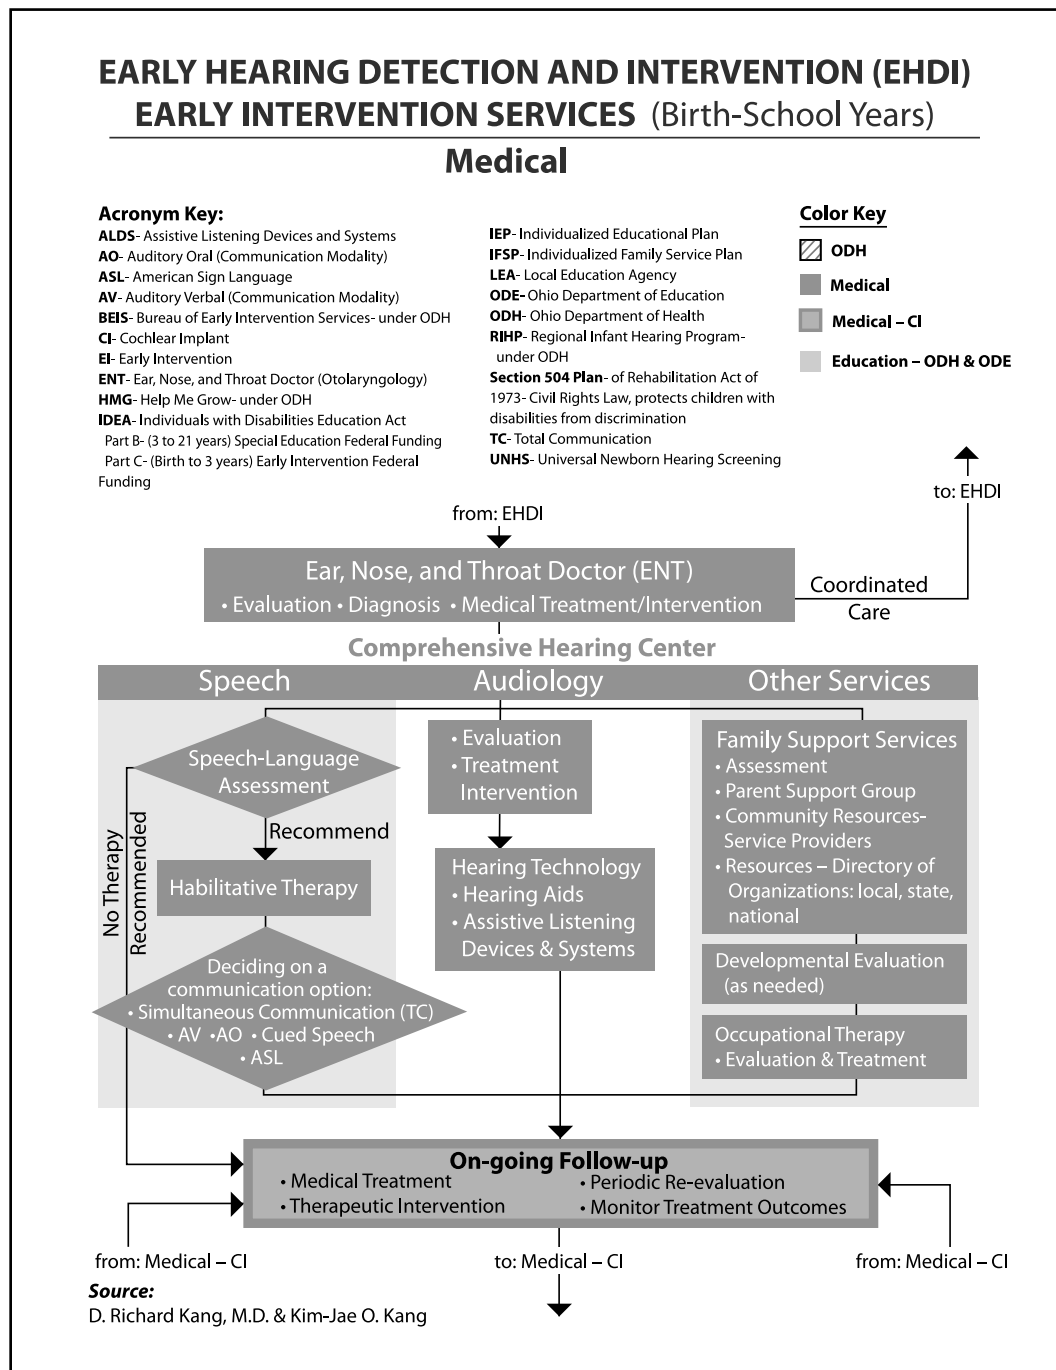 EARLY HEARING DETECTION AND INTERVENTION (EHDI)
EARLY INTERVENTION SERVICES (Birth-School Years)
Medical
Acronym Key:
ALDS- Assistive Listening Devices and Systems
AO- Auditory Oral (Communication Modality)
ASL- American Sign Language
AV- Auditory Verbal (Communication Modality)
BEIS- Bureau of Early Intervention Services- under ODH
CI- Cochlear Implant
EI- Early Intervention
ENT- Ear, Nose, and Throat Doctor (Otolaryngology)
HMG- Help Me Grow- under ODH
IDEA- Individuals with Disabilities Education Act
Part B- (3 to 21 years) Special Education Federal Funding
Part C- (Birth to 3 years) Early Intervention Federal
Funding
IEP- Individualized Educational Plan
IFSP- Individualized Family Service Plan
LEA- Local Education Agency
ODE- Ohio Department of Education
ODH- Ohio Department of Health
RIHP- Regional Infant Hearing Program-
under ODH
Section 504 Plan- of Rehabilitation Act of
1973- Civil Rights Law, protects children with
disabilities from discrimination
TC- Total Communication
UNHS- Universal Newborn Hearing Screening
Color Key
ODH
Medical
Medical – CI
Education – ODH & ODE
to: EHDI
from: EHDI
Ear, Nose, and Throat Doctor (ENT)
• Evaluation • Diagnosis • Medical Treatment/Intervention
Coordinated
Care
Comprehensive Hearing Center
Speech
Audiology
Other Services
Speech-Language
Assessment
Recommend
No Therapy
Recommended
Habilitative Therapy
Deciding on a
communication option:
• Simultaneous Communication (TC)
• AV •AO • Cued Speech
• ASL
• Evaluation
• Treatment
Intervention
Hearing Technology
• Hearing Aids
• Assistive Listening
Devices & Systems
Family Support Services
• Assessment
• Parent Support Group
• Community Resources-
Service Providers
• Resources – Directory of
Organizations: local, state,
national
Developmental Evaluation
(as needed)
Occupational Therapy
• Evaluation & Treatment
On-going Follow-up
• Medical Treatment
• Therapeutic Intervention
• Periodic Re-evaluation
• Monitor Treatment Outcomes
from: Medical – CI
to: Medical – CI
from: Medical – CI
Source:
D. Richard Kang, M.D. & Kim-Jae O. Kang